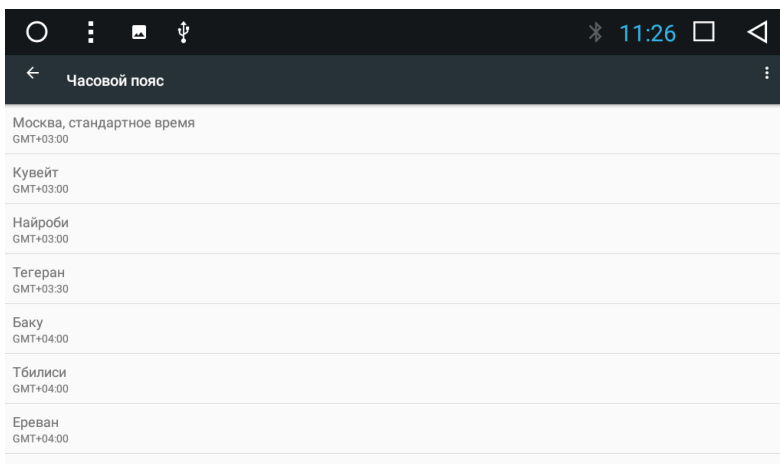 11:26
Часовой пояс
Москва, стандартное время
GMT+03:00
Кувейт
GMT+03:00
Найроби
GMT+03:00
Тегеран
GMT+03:30
Баку
GMT+04:00
Тбилиси
GMT+04:00
Ереван
GMT+04:00